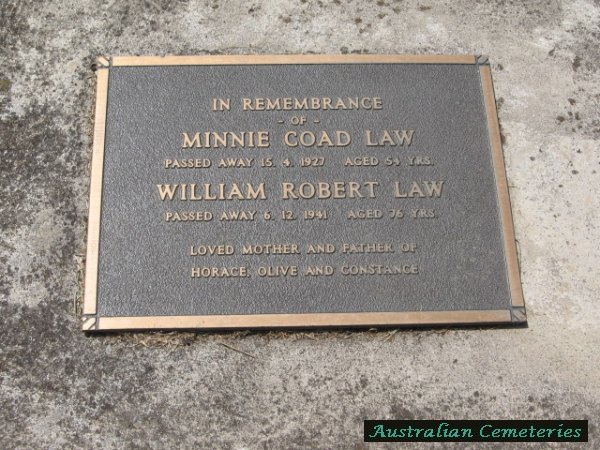 IN REMEMBRANCE
- OF -
MINNIE COAD LAW
PASSED AWAY 15. 4. 1927 AGED 54 YRS.
WILLIAM ROBERT LAW
PASSED AWAY 6. 12. 1941 AGED 76 YRS.
LOVED MOTHER AND FATHER OF
HORACE, OLIVE AND CONSTANCE
Australian Cemeteries